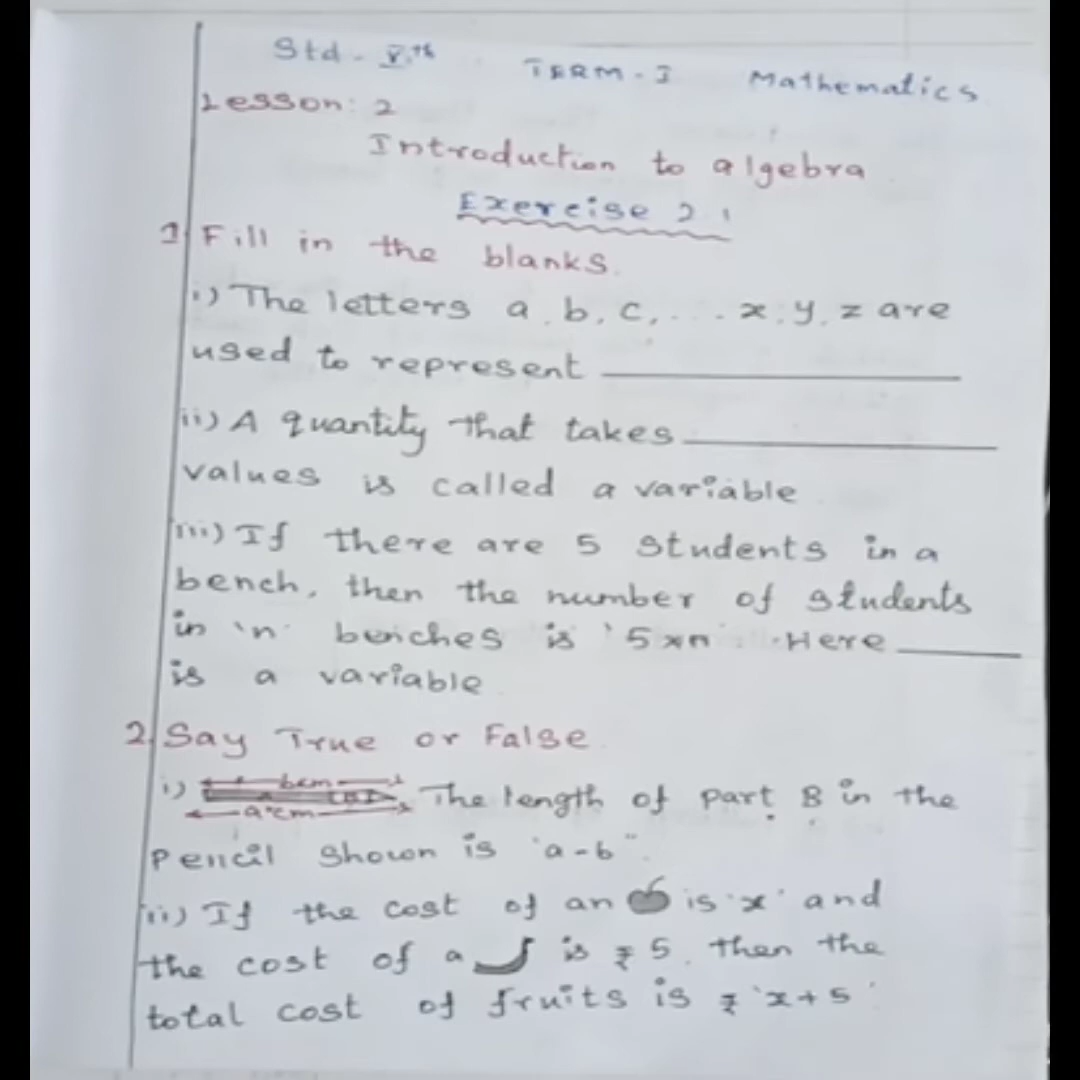 Std - VIth TERM - I Mathematics
Lesson: 2
Introduction to algebra
Exercise 2.1
1 Fill in the blanks.
i) The letters a, b, c, ... x, y, z are
used to represent
ii) A quantity that takes
values is called a variable
iii) If there are 5 students in a
bench, then the number of students
in 'n' benches is '5×n'. Here
is a variable
2 Say True or False
b cm
i) The length of part B in the
a cm
Pencil shown is 'a-b'.
ii) If the cost of an is 'x' and
the cost of a is ₹ 5, then the
total cost of fruits is ₹ 'x+5'